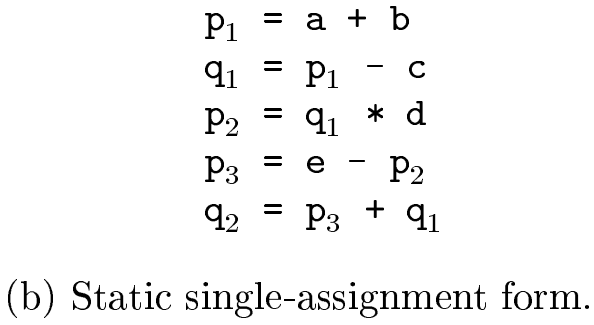 p₁ = a + b
q₁ = p₁ - c
p₂ = q₁ * d
p₃ = e - p₂
q₂ = p₃ + q₁
(b) Static single-assignment form.